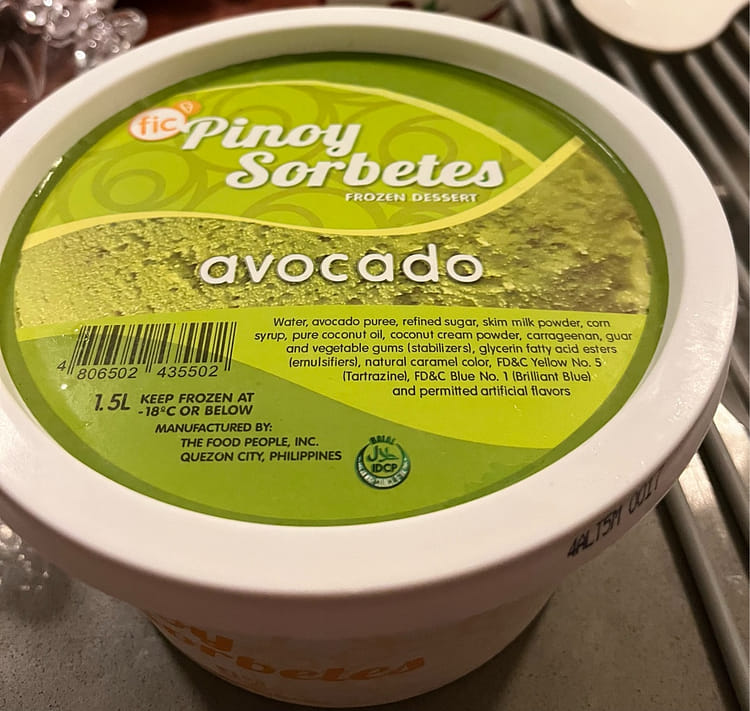 fic
Pinoy
Sorbetes
FROZEN DESSERT
avocado
Water, avocado puree, refined sugar, skim milk powder, corn
syrup, pure coconut oil, coconut cream powder, carrageenan, guar
and vegetable gums (stabilizers), glycerin fatty acid esters
(emulsifiers), natural caramel color, FD&C Yellow No. 5
(Tartrazine), FD&C Blue No. 1 (Brilliant Blue)
and permitted artificial flavors
4 806502 435502
1.5L KEEP FROZEN AT
-18ºC OR BELOW
MANUFACTURED BY:
THE FOOD PEOPLE, INC.
QUEZON CITY, PHILIPPINES
HALAL
IDCP
Sorbetes